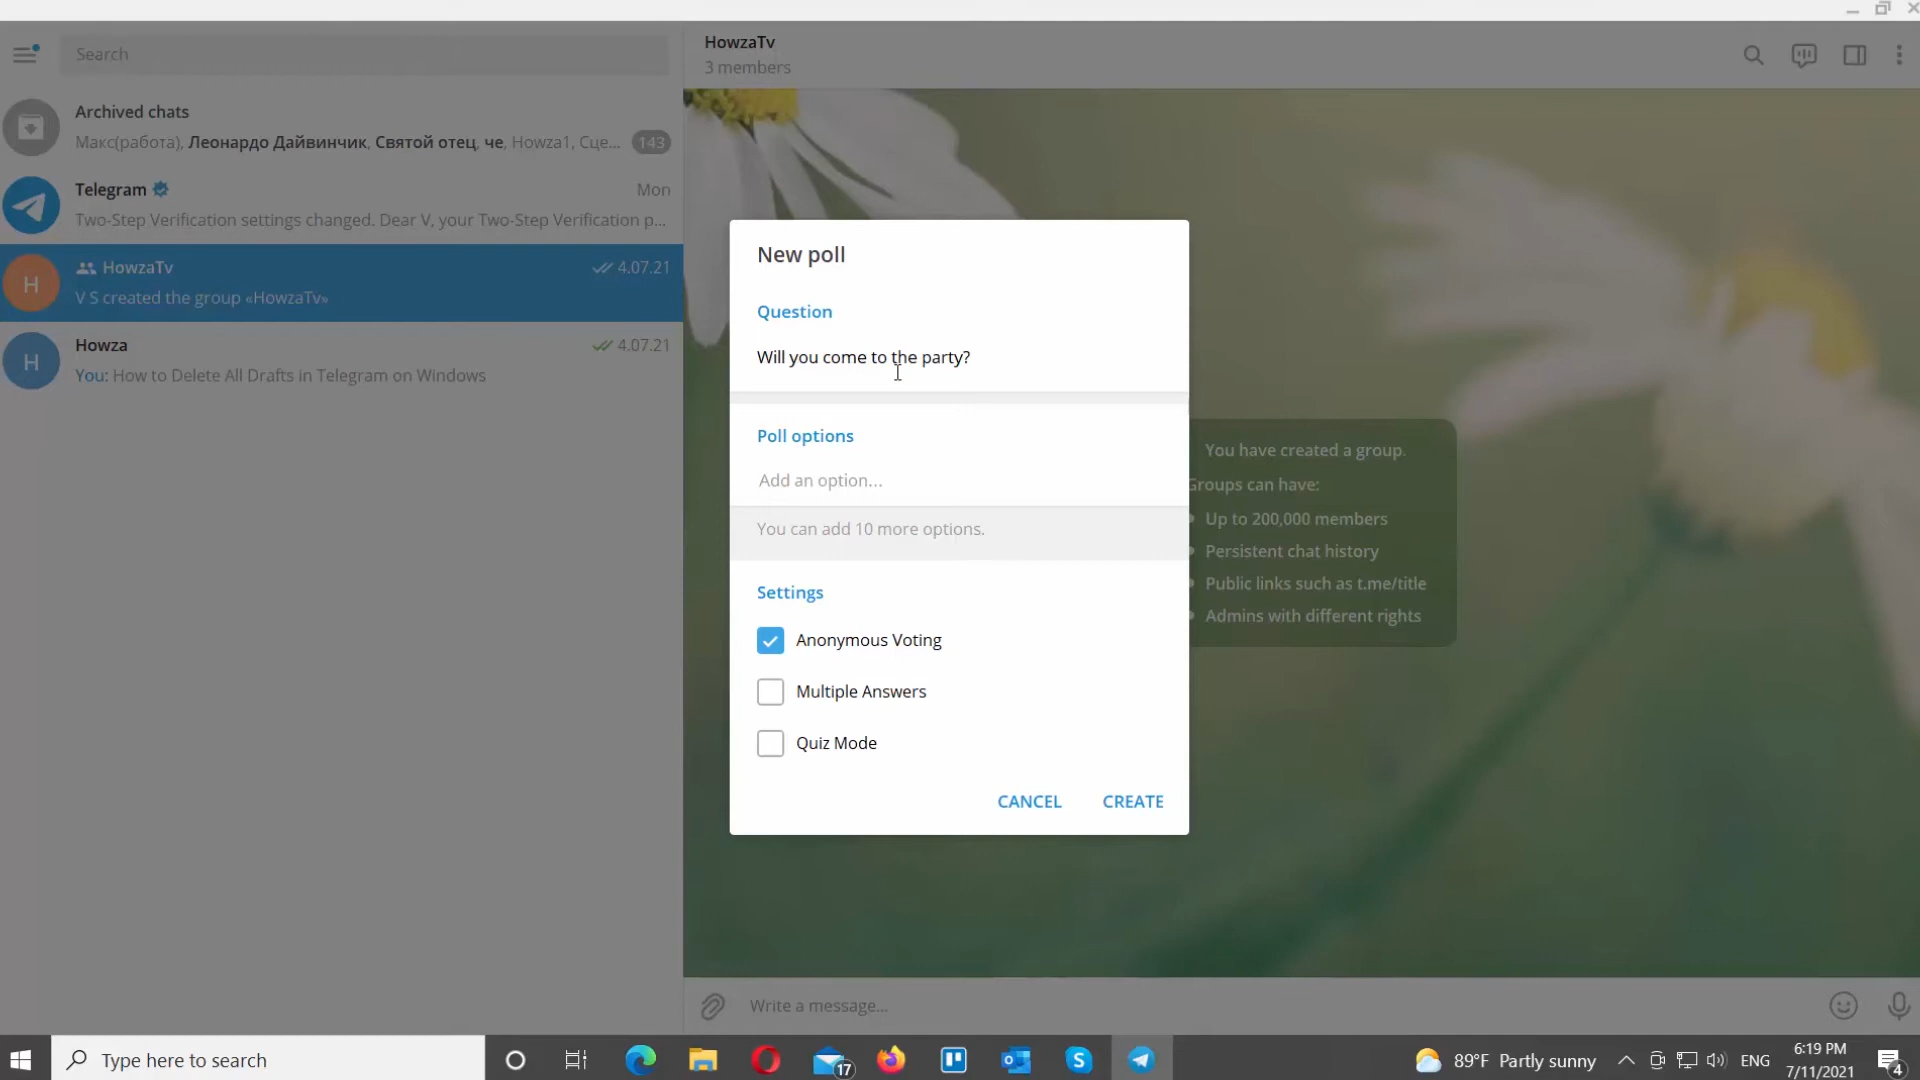 Search
HowzaTv
3 members
Archived chats
Макс(работа), Леонардо Дайвинчик, Святой отец, че, Howza1, Сце...
143
Telegram
Mon
Two-Step Verification settings changed. Dear V, your Two-Step Verification p...
H
HowzaTv
4.07.21
V S created the group «HowzaTv»
H
Howza
4.07.21
You: How to Delete All Drafts in Telegram on Windows
New poll
Question
Will you come to the party?
Poll options
Add an option...
You can add 10 more options.
Settings
Anonymous Voting
Multiple Answers
Quiz Mode
CANCEL
CREATE
You have created a group.
Groups can have:
Up to 200,000 members
Persistent chat history
Public links such as t.me/title
Admins with different rights
Write a message...
Type here to search
17
89°F Partly sunny
ENG
6:19 PM
7/11/2021
4